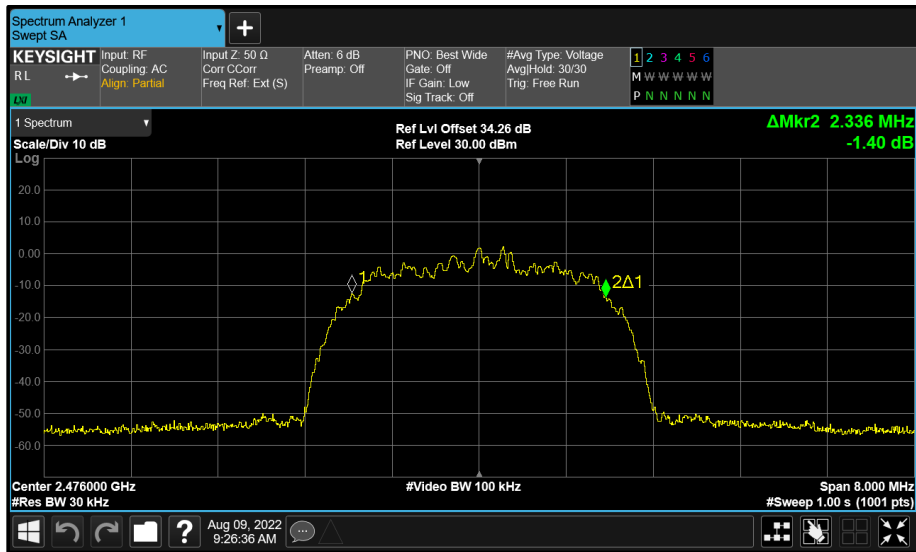 Spectrum Analyzer 1
Swept SA
+
KEYSIGHT
RL
LXI
Input: RF
Coupling: AC
Align: Partial
Input Z: 50 Ω
Corr CCorr
Freq Ref: Ext (S)
Atten: 6 dB
Preamp: Off
PNO: Best Wide
Gate: Off
IF Gain: Low
Sig Track: Off
#Avg Type: Voltage
Avg|Hold: 30/30
Trig: Free Run
1 2 3 4 5 6
M W W W W W
P N N N N N
1 Spectrum
Scale/Div 10 dB
Ref Lvl Offset 34.26 dB
Ref Level 30.00 dBm
ΔMkr2 2.336 MHz
-1.40 dB
Log
20.0
10.0
0.00
-10.0
-20.0
-30.0
-40.0
-50.0
-60.0
1
2Δ1
Center 2.476000 GHz
#Video BW 100 kHz
Span 8.000 MHz
#Res BW 30 kHz
#Sweep 1.00 s (1001 pts)
?
Aug 09, 2022
9:26:36 AM